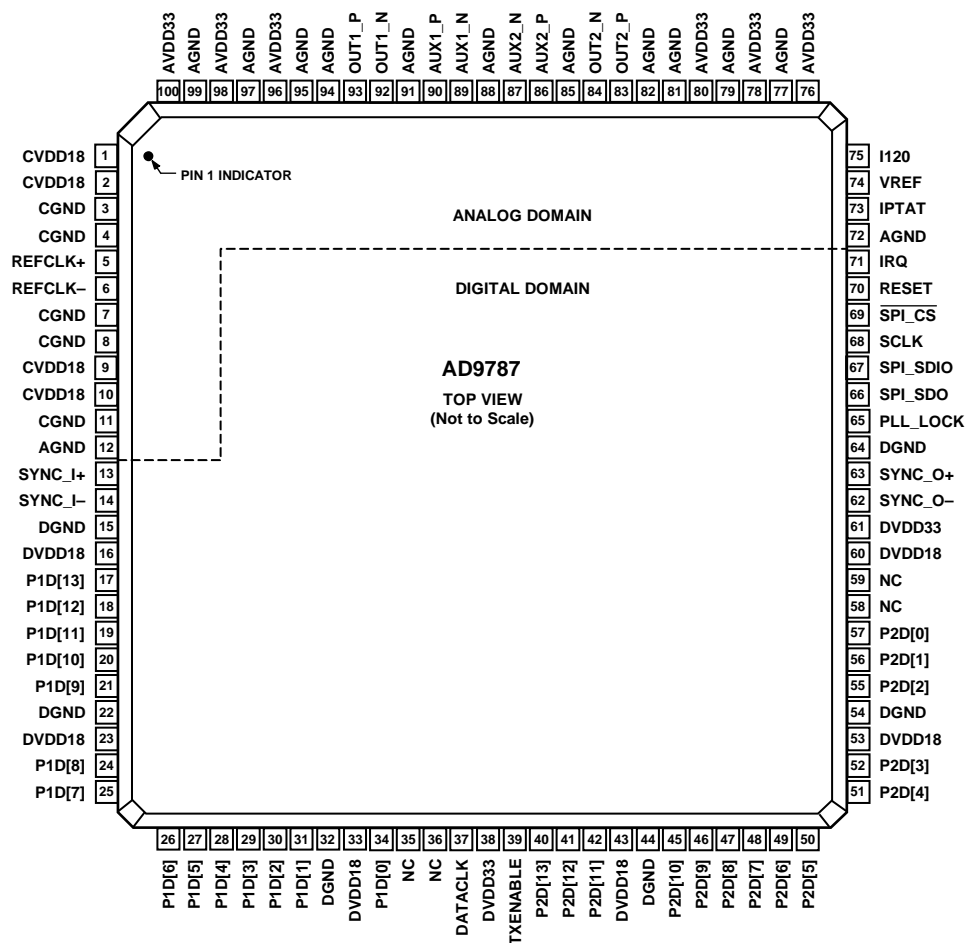 AVDD33 AGND AVDD33 AGND AVDD33 AGND AGND OUT1_P OUT1_N AGND AUX1_P AUX1_N AGND AUX2_N AUX2_P AGND OUT2_N OUT2_P AGND AGND AVDD33 AGND AVDD33 AGND AVDD33
100 99 98 97 96 95 94 93 92 91 90 89 88 87 86 85 84 83 82 81 80 79 78 77 76
CVDD18 1
CVDD18 2
CGND 3
CGND 4
REFCLK+ 5
REFCLK– 6
CGND 7
CGND 8
CVDD18 9
CVDD18 10
CGND 11
AGND 12
SYNC_I+ 13
SYNC_I– 14
DGND 15
DVDD18 16
P1D[13] 17
P1D[12] 18
P1D[11] 19
P1D[10] 20
P1D[9] 21
DGND 22
DVDD18 23
P1D[8] 24
P1D[7] 25
PIN 1 INDICATOR
ANALOG DOMAIN
DIGITAL DOMAIN
AD9787
TOP VIEW
(Not to Scale)
75 I120
74 VREF
73 IPTAT
72 AGND
71 IRQ
70 RESET
69 SPI_CS
68 SCLK
67 SPI_SDIO
66 SPI_SDO
65 PLL_LOCK
64 DGND
63 SYNC_O+
62 SYNC_O–
61 DVDD33
60 DVDD18
59 NC
58 NC
57 P2D[0]
56 P2D[1]
55 P2D[2]
54 DGND
53 DVDD18
52 P2D[3]
51 P2D[4]
26 27 28 29 30 31 32 33 34 35 36 37 38 39 40 41 42 43 44 45 46 47 48 49 50
P1D[6] P1D[5] P1D[4] P1D[3] P1D[2] P1D[1] DGND DVDD18 P1D[0] NC NC DATACLK DVDD33 TXENABLE P2D[13] P2D[12] P2D[11] DVDD18 DGND P2D[10] P2D[9] P2D[8] P2D[7] P2D[6] P2D[5]